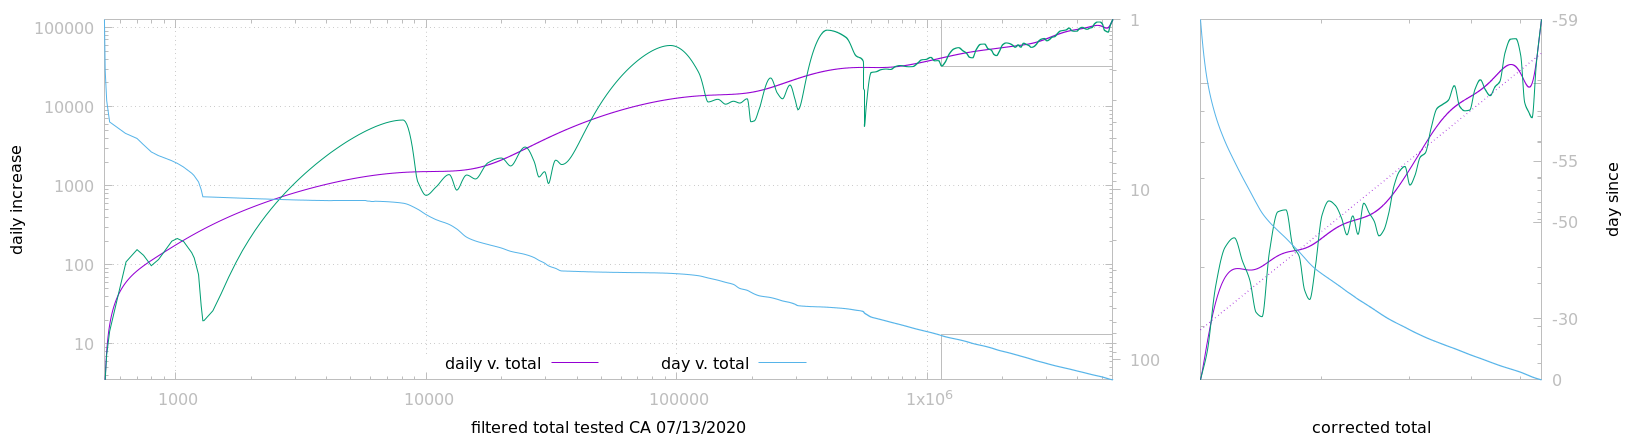 daily increase
100000
10000
1000
100
10
1000
10000
100000
1x10⁶
1
10
100
daily v. total
day v. total
filtered total tested CA 07/13/2020
-59
-55
-50
-30
0
day since
corrected total